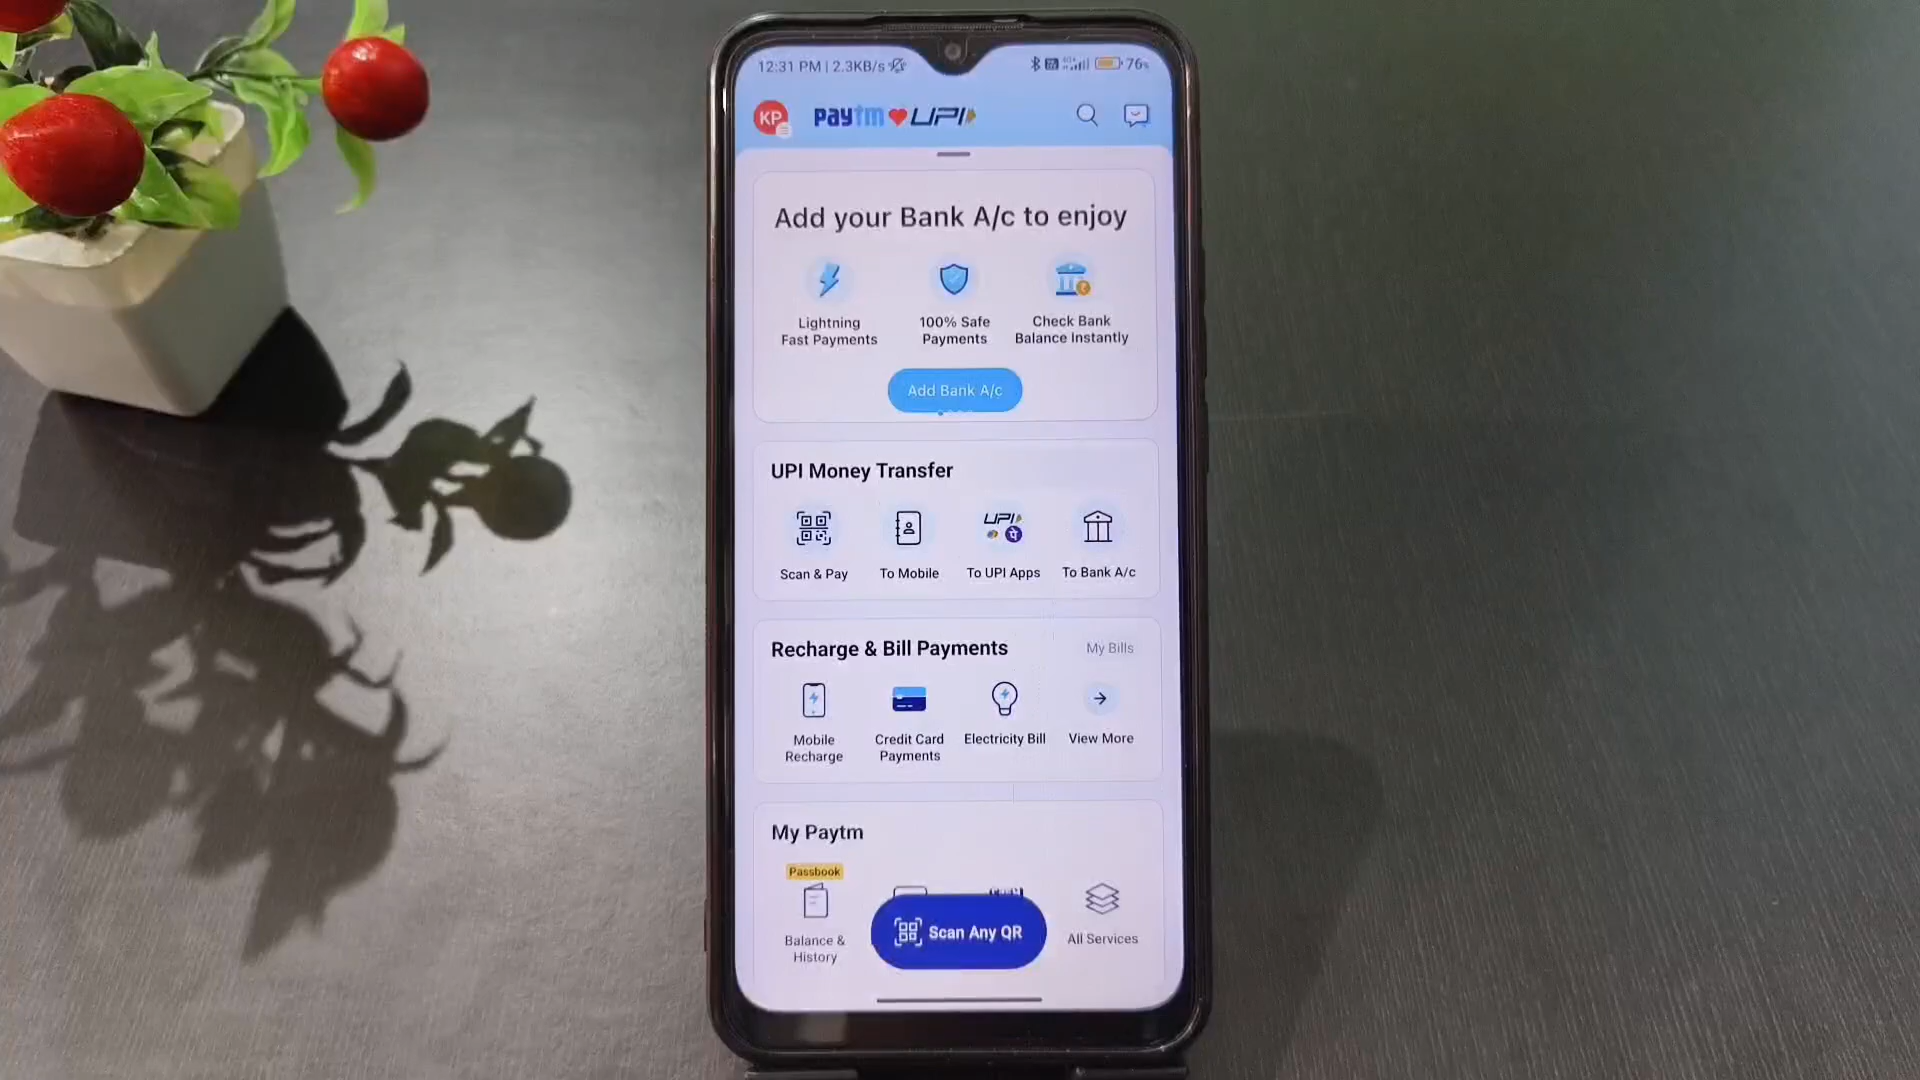 12:31 PM | 2.3KB/s
76%
KP
paytm UPI
Add your Bank A/c to enjoy
Lightning
Fast Payments
100% Safe
Payments
Check Bank
Balance Instantly
Add Bank A/c
UPI Money Transfer
UPI
Scan & Pay
To Mobile
To UPI Apps
To Bank A/c
Recharge & Bill Payments
My Bills
Mobile
Recharge
Credit Card
Payments
Electricity Bill
View More
My Paytm
Passbook
Balance &
History
Scan Any QR
All Services